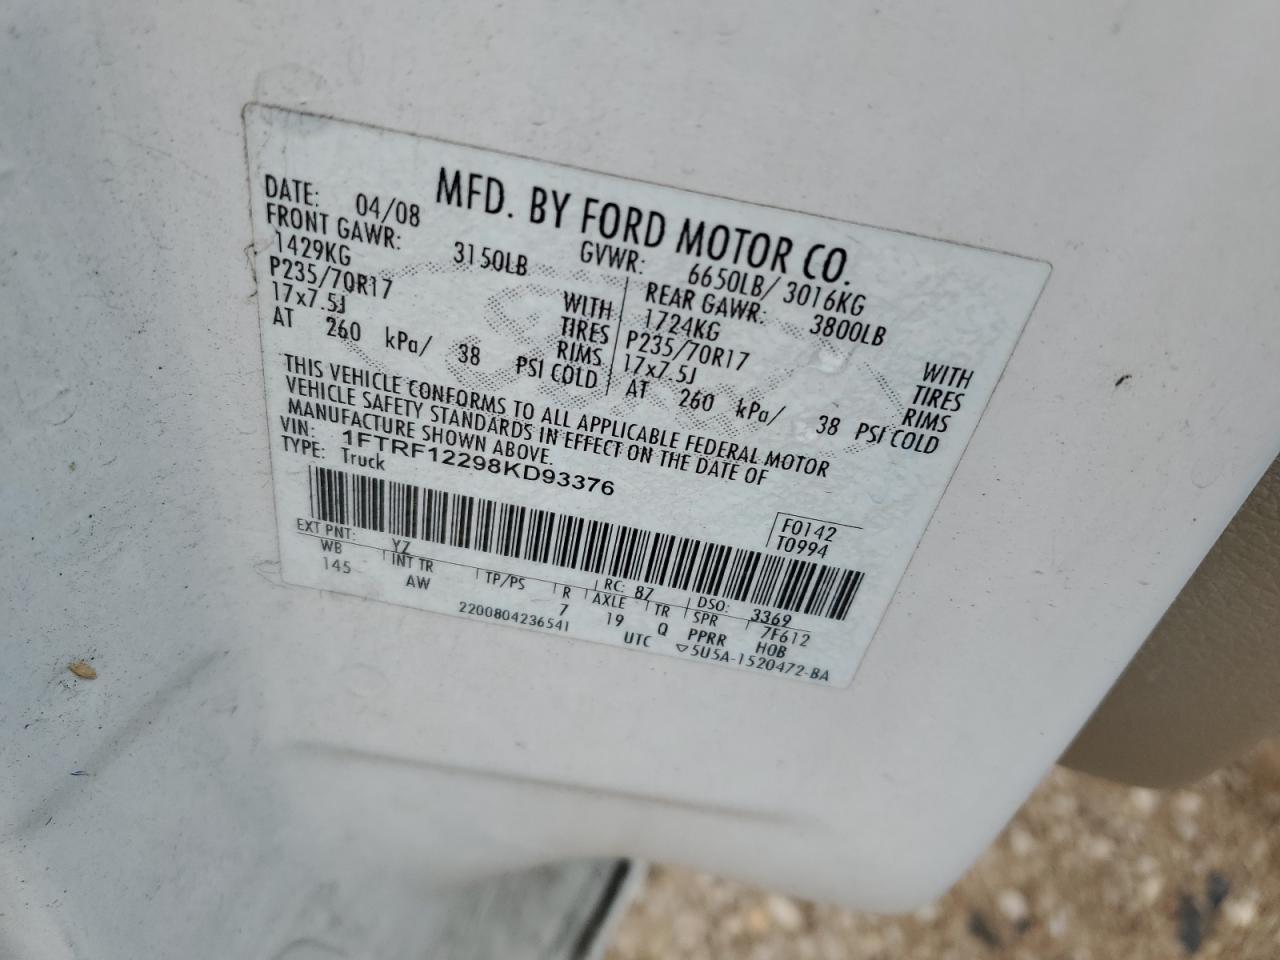 MFD. BY FORD MOTOR CO.
DATE: 04/08 GVWR: 6650LB/ 3016KG
FRONT GAWR: 3150LB REAR GAWR: 3800LB
1429KG WITH 1724KG WITH
P235/70R17 TIRES P235/70R17 TIRES
17x7.5J RIMS 17x7.5J RIMS
AT 260 kPa/ 38 PSI COLD AT 260 kPa/ 38 PSI COLD
THIS VEHICLE CONFORMS TO ALL APPLICABLE FEDERAL MOTOR
VEHICLE SAFETY STANDARDS IN EFFECT ON THE DATE OF
MANUFACTURE SHOWN ABOVE.
VIN: 1FTRF12298KD93376
TYPE: Truck
F0142
T0994
EXT PNT: YZ RC: 87 DSO: 3369
WB INT TR TP/PS R AXLE TR SPR 7F612
145 AW 7 19 Q PPRR HOB
2200804236541 UTC ▽5U5A-1520472-BA